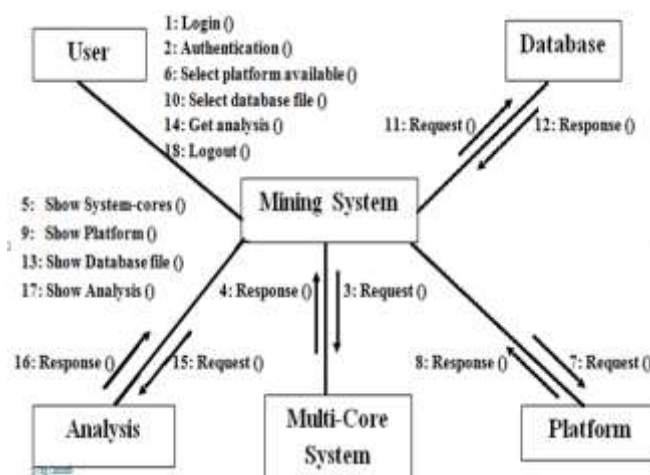 User
1: Login ()
2: Authentication ()
6: Select platform available ()
10: Select database file ()
14: Get analysis ()
18: Logout ()
Database
11: Request ()
12: Response ()
Mining System
5: Show System-cores ()
9: Show Platform ()
13: Show Database file ()
17: Show Analysis ()
4: Response ()
3: Request ()
16: Response ()
15: Request ()
8: Response ()
7: Request ()
Analysis
Multi-Core
System
Platform